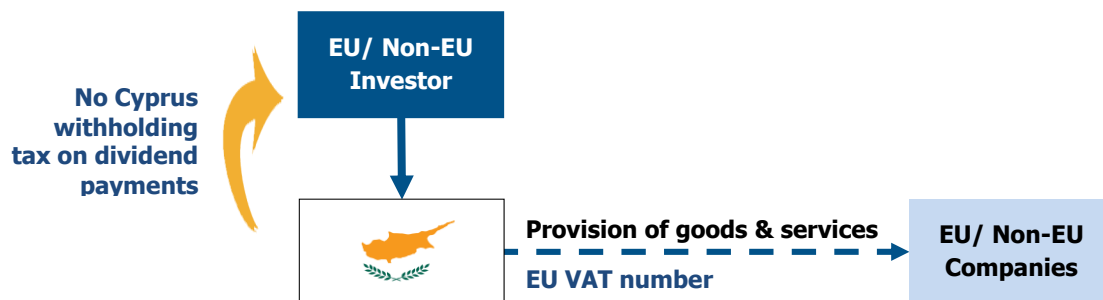 EU/ Non-EU
Investor
No Cyprus
withholding
tax on dividend
payments
Provision of goods & services
EU VAT number
EU/ Non-EU
Companies